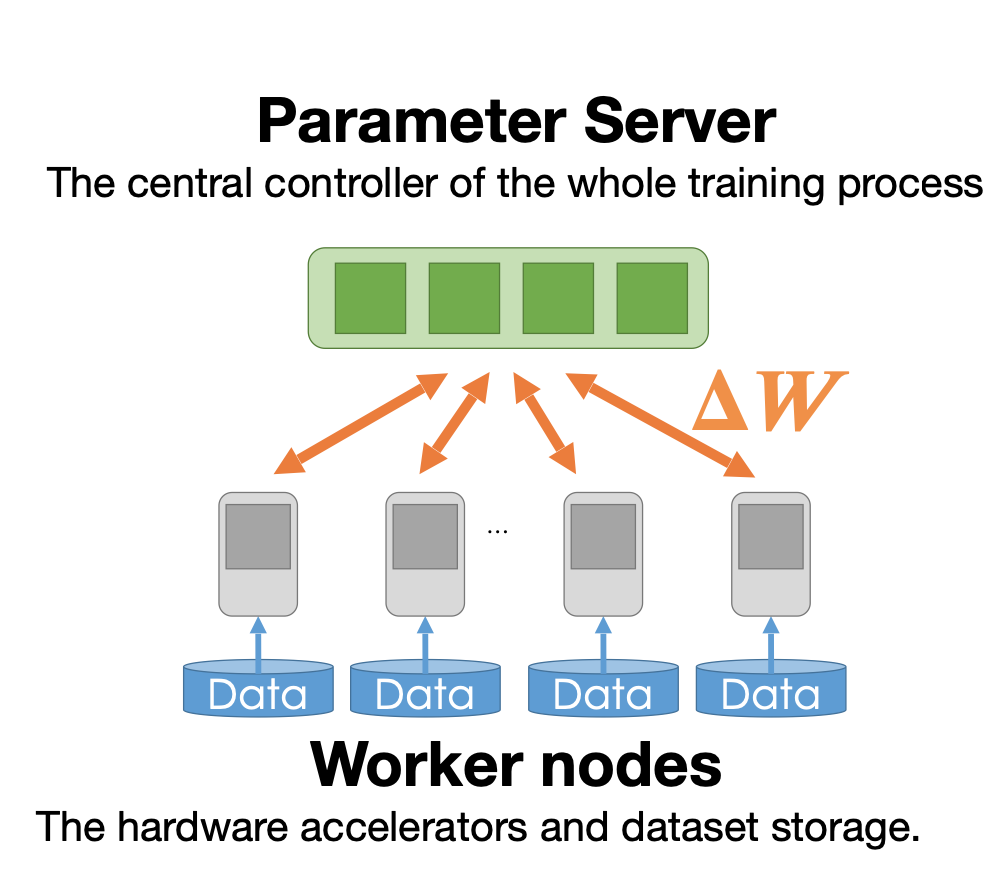 Parameter Server
The central controller of the whole training process
ΔW
...
Data Data Data Data
Worker nodes
The hardware accelerators and dataset storage.